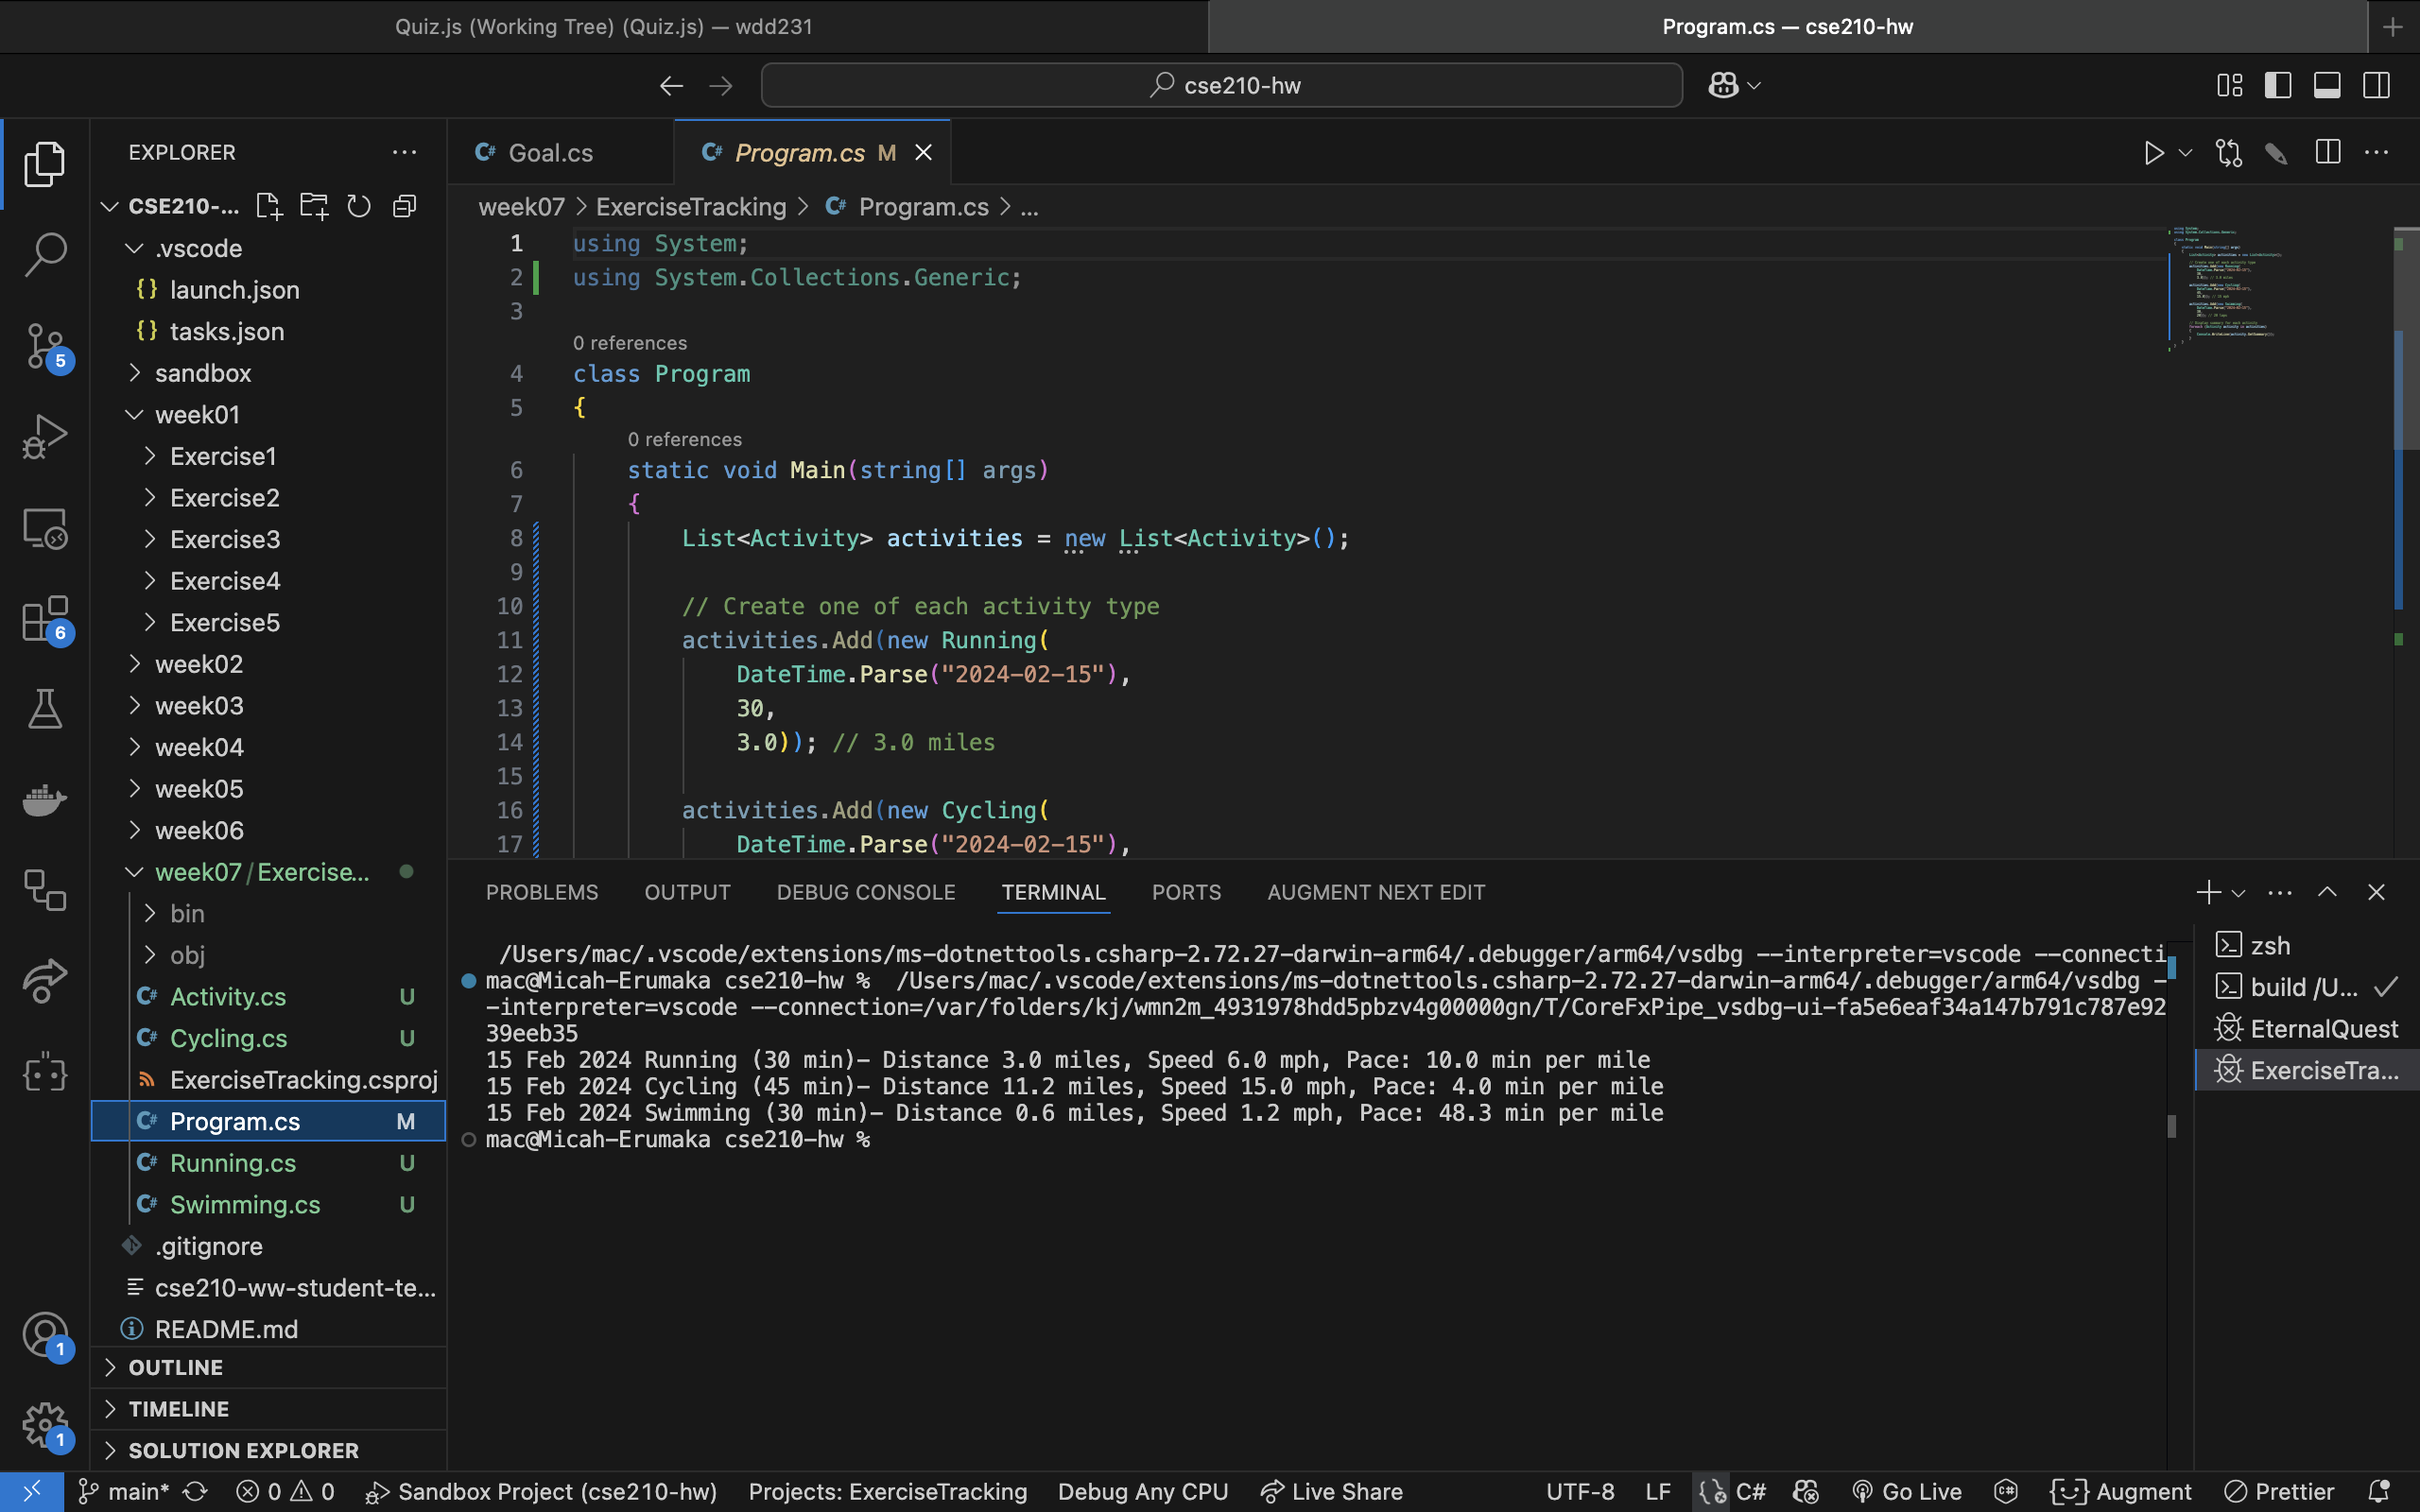 Quiz.js (Working Tree) (Quiz.js) — wdd231
Program.cs — cse210-hw
cse210-hw
EXPLORER
CSE210-...
.vscode
launch.json
tasks.json
sandbox
week01
Exercise1
Exercise2
Exercise3
Exercise4
Exercise5
week02
week03
week04
week05
week06
week07/Exercise...
bin
obj
Activity.cs U
Cycling.cs U
ExerciseTracking.csproj
Program.cs M
Running.cs U
Swimming.cs U
.gitignore
cse210-ww-student-te...
README.md
OUTLINE
TIMELINE
SOLUTION EXPLORER
5
6
1
1
Goal.cs
Program.cs M
week07 > ExerciseTracking > Program.cs > ...
1 using System;
2 using System.Collections.Generic;
3
0 references
4 class Program
5 {
0 references
6 static void Main(string[] args)
7 {
8 List<Activity> activities = new List<Activity>();
9
10 // Create one of each activity type
11 activities.Add(new Running(
12 DateTime.Parse("2024-02-15"),
13 30,
14 3.0)); // 3.0 miles
15
16 activities.Add(new Cycling(
17 DateTime.Parse("2024-02-15"),
PROBLEMS OUTPUT DEBUG CONSOLE TERMINAL PORTS AUGMENT NEXT EDIT
/Users/mac/.vscode/extensions/ms-dotnettools.csharp-2.72.27-darwin-arm64/.debugger/arm64/vsdbg --interpreter=vscode --connecti
mac@Micah-Erumaka cse210-hw % /Users/mac/.vscode/extensions/ms-dotnettools.csharp-2.72.27-darwin-arm64/.debugger/arm64/vsdbg -
-interpreter=vscode --connection=/var/folders/kj/wmn2m_4931978hdd5pbzv4g00000gn/T/CoreFxPipe_vsdbg-ui-fa5e6eaf34a147b791c787e92
39eeb35
15 Feb 2024 Running (30 min)- Distance 3.0 miles, Speed 6.0 mph, Pace: 10.0 min per mile
15 Feb 2024 Cycling (45 min)- Distance 11.2 miles, Speed 15.0 mph, Pace: 4.0 min per mile
15 Feb 2024 Swimming (30 min)- Distance 0.6 miles, Speed 1.2 mph, Pace: 48.3 min per mile
mac@Micah-Erumaka cse210-hw %
zsh
build /U...
EternalQuest
ExerciseTra...
main* 0 0 Sandbox Project (cse210-hw) Projects: ExerciseTracking Debug Any CPU Live Share UTF-8 LF C# Go Live Augment Prettier